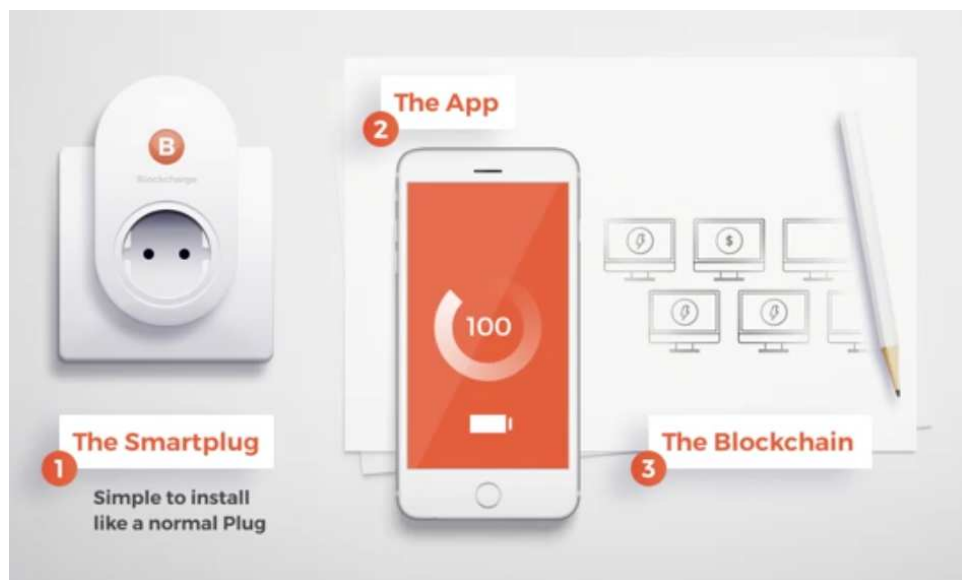 B
Blockcharge
1
The Smartplug
Simple to install
like a normal Plug
2
The App
100
$
3
The Blockchain